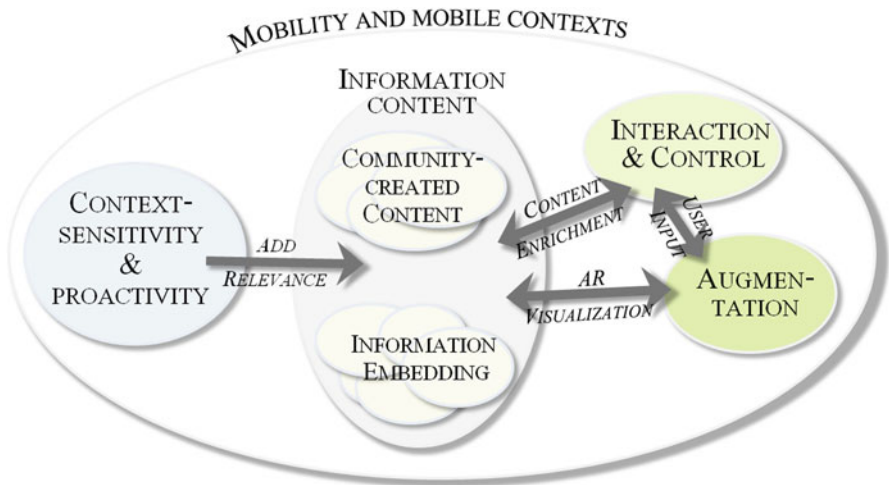 MOBILITY AND MOBILE CONTEXTS
INFORMATION
CONTENT
COMMUNITY-
CREATED
CONTENT
INFORMATION
EMBEDDING
CONTEXT-
SENSITIVITY
&
PROACTIVITY
ADD
RELEVANCE
CONTENT
ENRICHMENT
AR
VISUALIZATION
INTERACTION
& CONTROL
USER
INPUT
AUGMEN-
TATION